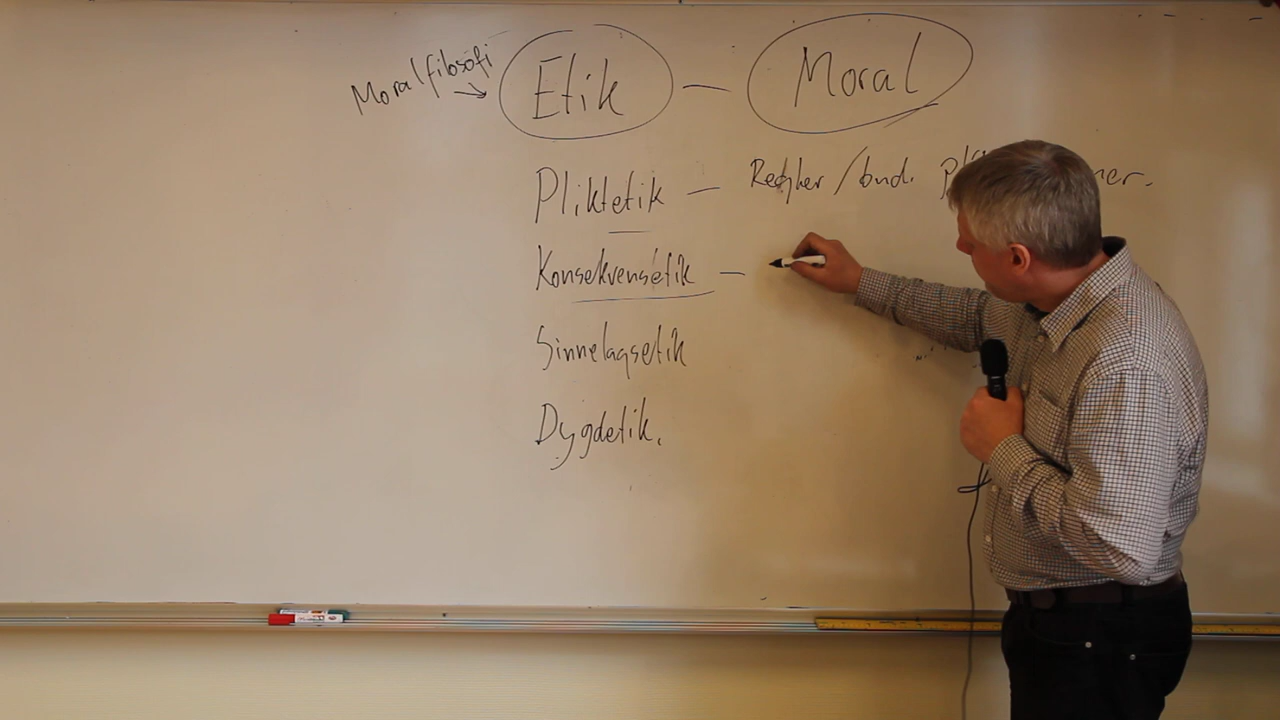 Moralfilosofi → Etik — Moral
Pliktetik — Regler / bud.
Konsekvensetik —
Sinnelagsetik
Dygdetik.